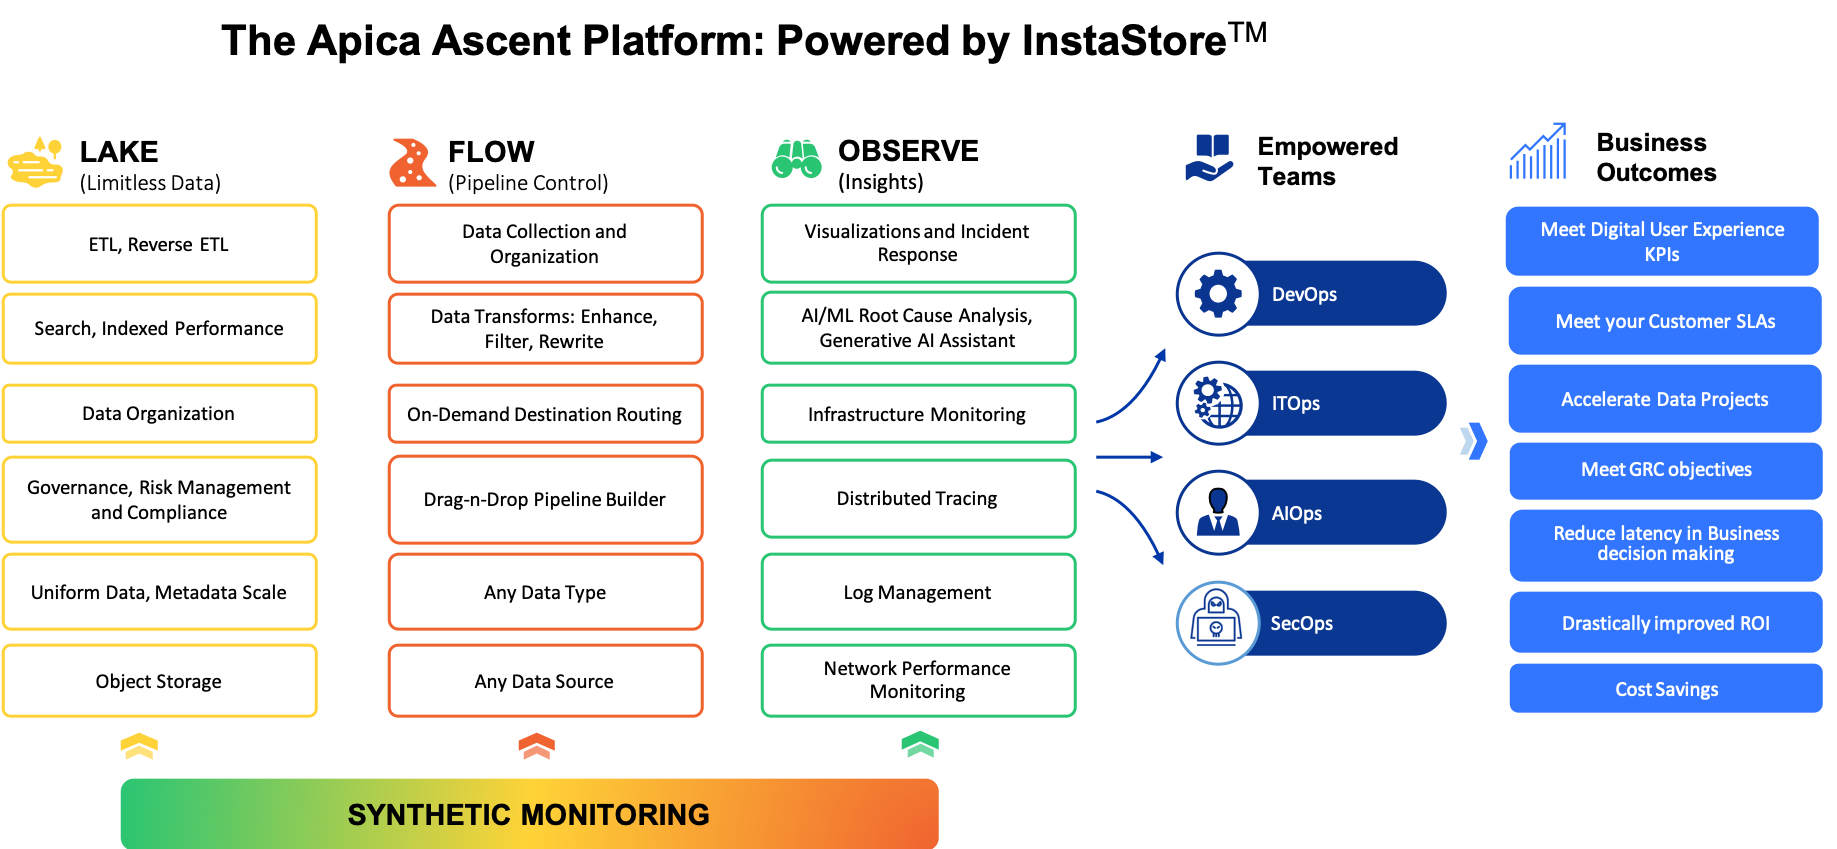 The Apica Ascent Platform: Powered by InstaStore™
LAKE
(Limitless Data)
ETL, Reverse ETL
Search, Indexed Performance
Data Organization
Governance, Risk Management
and Compliance
Uniform Data, Metadata Scale
Object Storage
FLOW
(Pipeline Control)
Data Collection and
Organization
Data Transforms: Enhance,
Filter, Rewrite
On-Demand Destination Routing
Drag-n-Drop Pipeline Builder
Any Data Type
Any Data Source
OBSERVE
(Insights)
Visualizations and Incident
Response
AI/ML Root Cause Analysis,
Generative AI Assistant
Infrastructure Monitoring
Distributed Tracing
Log Management
Network Performance
Monitoring
SYNTHETIC MONITORING
Empowered
Teams
DevOps
ITOps
AIOps
SecOps
Business
Outcomes
Meet Digital User Experience
KPIs
Meet your Customer SLAs
Accelerate Data Projects
Meet GRC objectives
Reduce latency in Business
decision making
Drastically improved ROI
Cost Savings